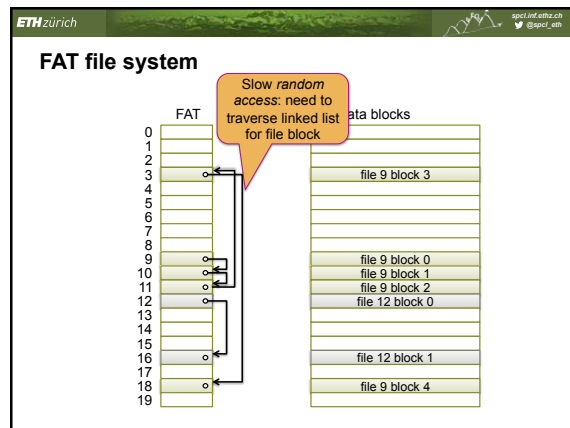 ETH zürich
spcl.inf.ethz.ch
@spcl_eth
FAT file system
Slow random
access: need to
traverse linked list
for file block
FAT
ata blocks
0
1
2
3 file 9 block 3
4
5
6
7
8
9 file 9 block 0
10 file 9 block 1
11 file 9 block 2
12 file 12 block 0
13
14
15
16 file 12 block 1
17
18 file 9 block 4
19